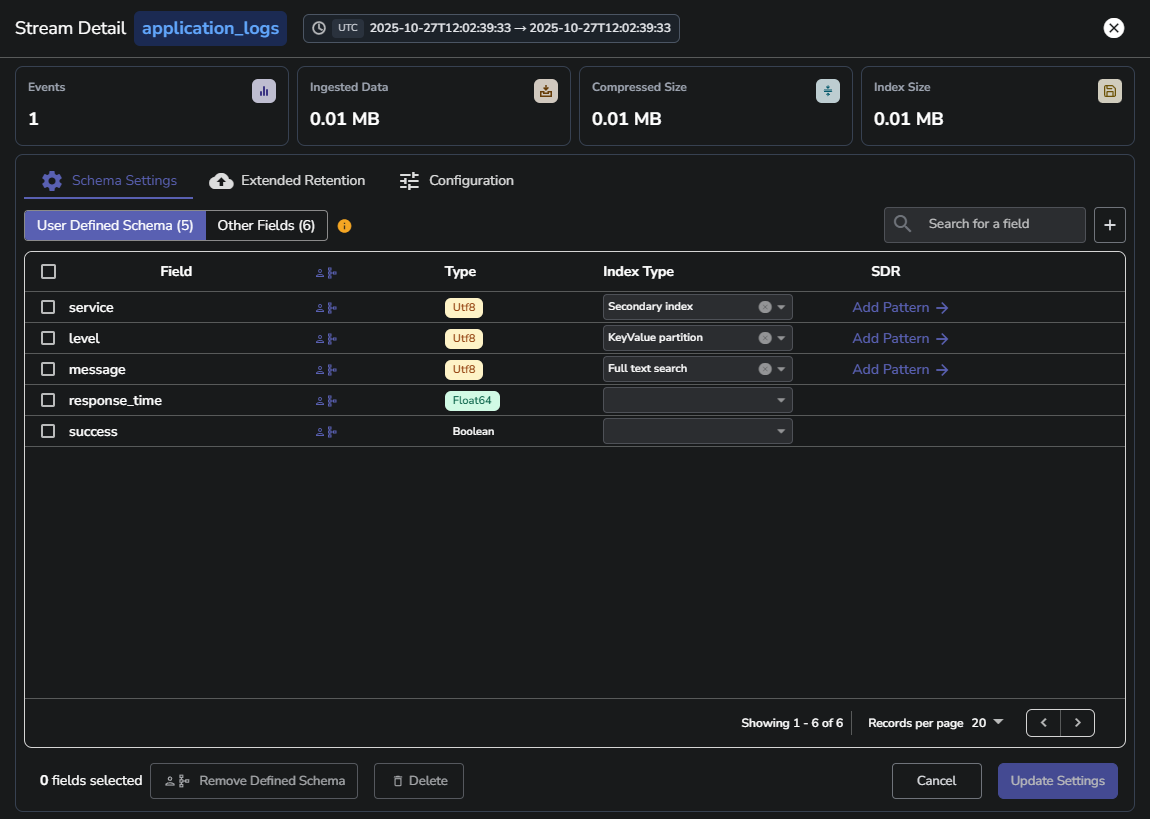 Stream Detail application_logs UTC 2025-10-27T12:02:39:33 → 2025-10-27T12:02:39:33
Events Ingested Data Compressed Size Index Size
1 0.01 MB 0.01 MB 0.01 MB
Schema Settings Extended Retention Configuration
User Defined Schema (5) Other Fields (6) Search for a field +
Field Type Index Type SDR
service Utf8 Secondary index Add Pattern →
level Utf8 KeyValue partition Add Pattern →
message Utf8 Full text search Add Pattern →
response_time Float64
success Boolean
Showing 1 - 6 of 6 Records per page 20
0 fields selected Remove Defined Schema Delete Cancel Update Settings